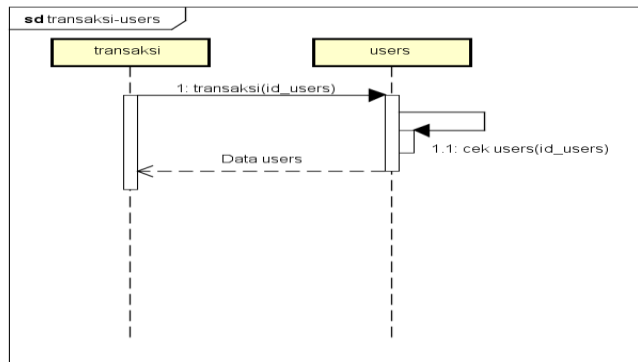 sd transaksi-users
transaksi
users
1: transaksi(id_users)
1.1: cek users(id_users)
Data users